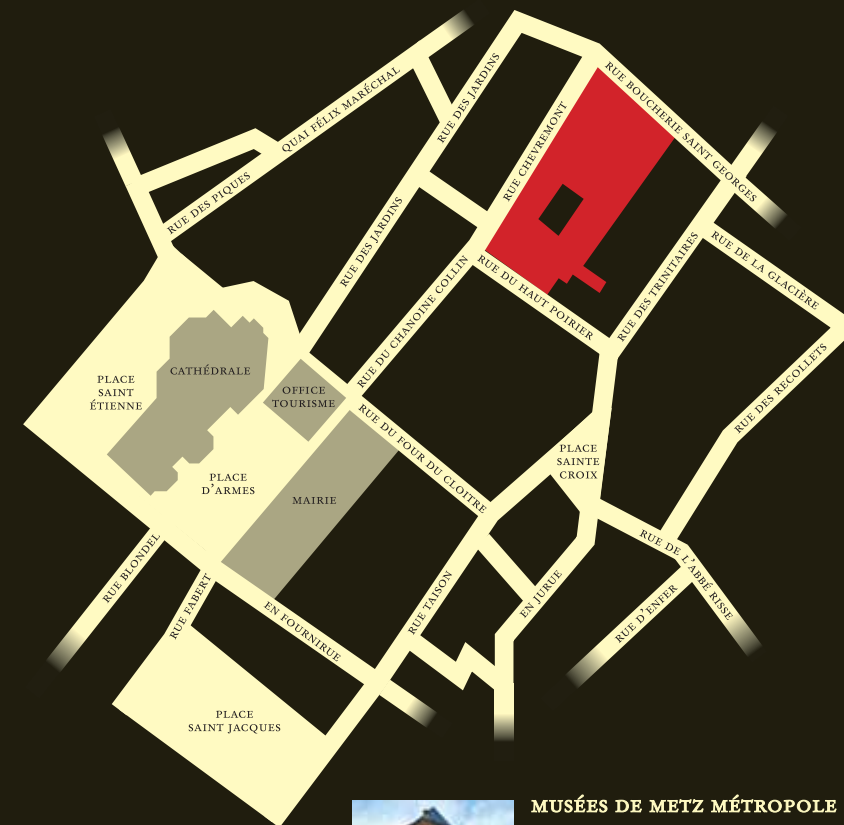 QUAI FÉLIX MARÉCHAL
RUE DES JARDINS
RUE BOUCHERIE SAINT GEORGES
RUE CHEVREMONT
RUE DES PIQUES
RUE DES JARDINS
RUE DU CHANOINE COLLIN
RUE DU HAUT POIRIER
RUE DES TRINITAIRES
RUE DE LA GLACIÈRE
CATHÉDRALE
PLACE
SAINT
ÉTIENNE
OFFICE
TOURISME
RUE DES RECOLLETS
RUE DU FOUR DU CLOITRE
PLACE
SAINTE
CROIX
PLACE
D'ARMES
MAIRIE
RUE BLONDEL
RUE FABERT
EN FOURNIRUE
RUE TAISON
EN JURUE
RUE DE L'ABBÉ RISSE
RUE D'ENFER
PLACE
SAINT JACQUES
MUSÉES DE METZ MÉTROPOLE